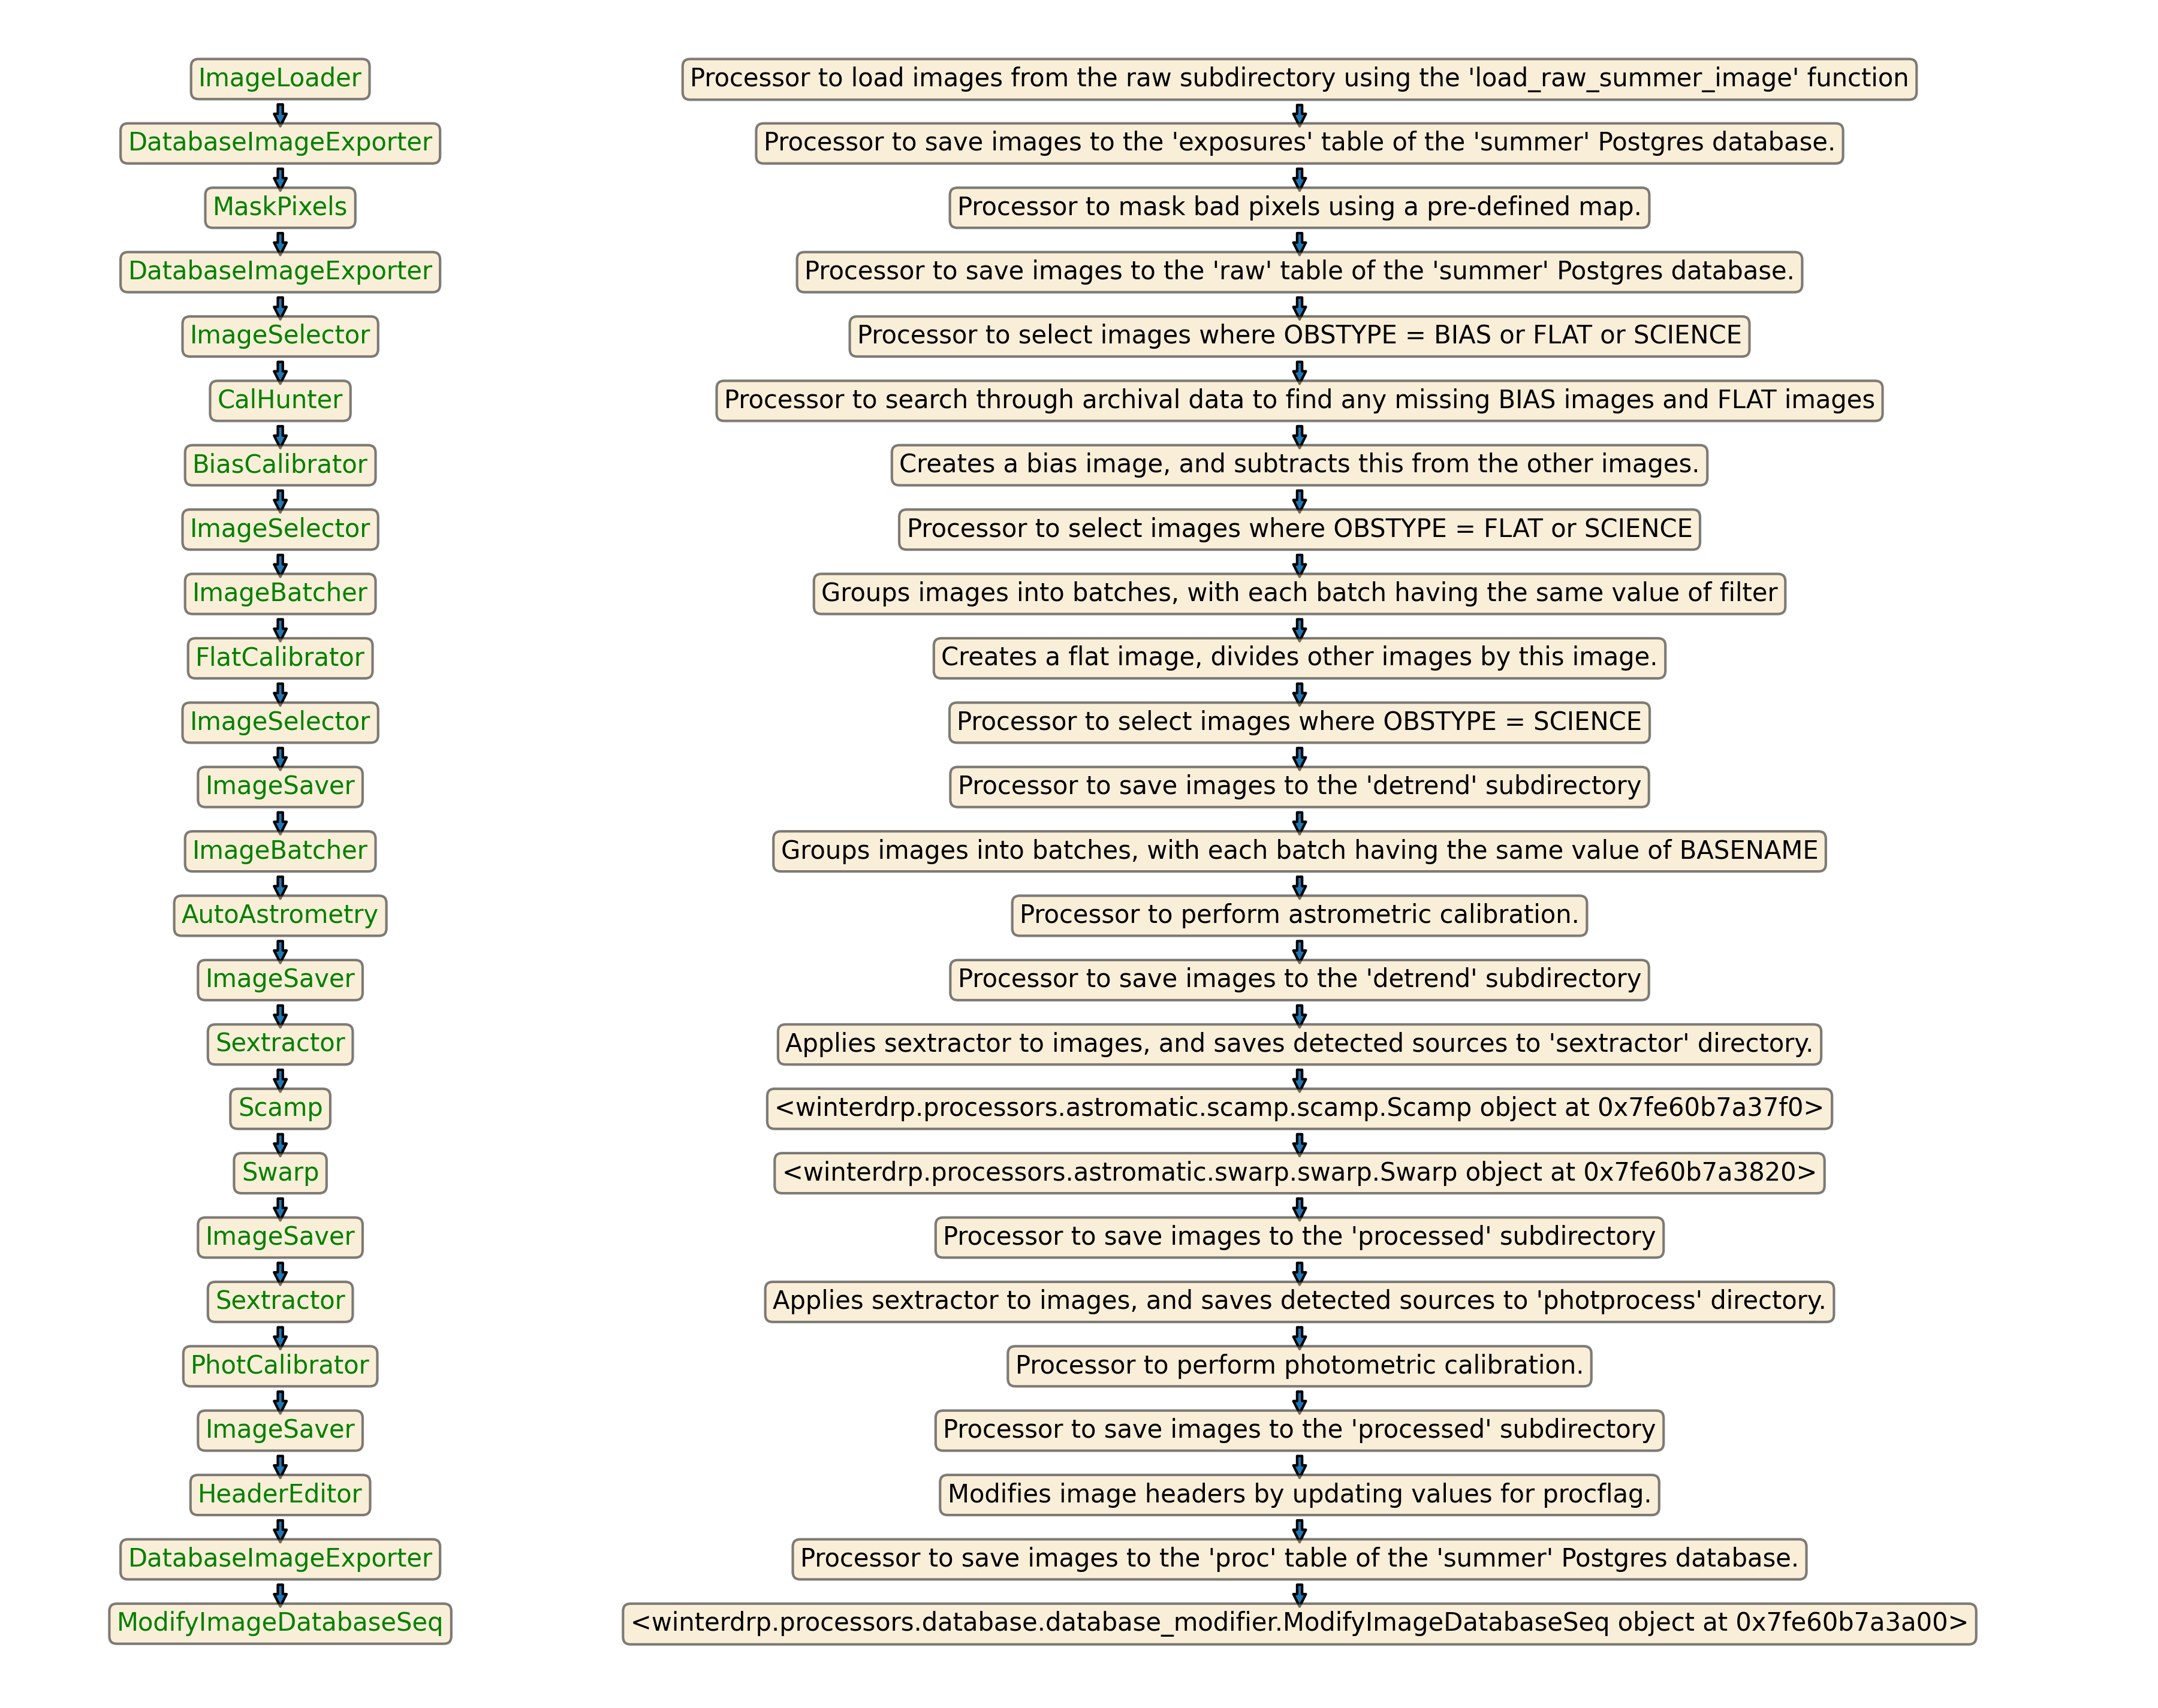 ImageLoader
Processor to load images from the raw subdirectory using the 'load_raw_summer_image' function
DatabaseImageExporter
Processor to save images to the 'exposures' table of the 'summer' Postgres database.
MaskPixels
Processor to mask bad pixels using a pre-defined map.
DatabaseImageExporter
Processor to save images to the 'raw' table of the 'summer' Postgres database.
ImageSelector
Processor to select images where OBSTYPE = BIAS or FLAT or SCIENCE
CalHunter
Processor to search through archival data to find any missing BIAS images and FLAT images
BiasCalibrator
Creates a bias image, and subtracts this from the other images.
ImageSelector
Processor to select images where OBSTYPE = FLAT or SCIENCE
ImageBatcher
Groups images into batches, with each batch having the same value of filter
FlatCalibrator
Creates a flat image, divides other images by this image.
ImageSelector
Processor to select images where OBSTYPE = SCIENCE
ImageSaver
Processor to save images to the 'detrend' subdirectory
ImageBatcher
Groups images into batches, with each batch having the same value of BASENAME
AutoAstrometry
Processor to perform astrometric calibration.
ImageSaver
Processor to save images to the 'detrend' subdirectory
Sextractor
Applies sextractor to images, and saves detected sources to 'sextractor' directory.
Scamp
<winterdrp.processors.astromatic.scamp.scamp.Scamp object at 0x7fe60b7a37f0>
Swarp
<winterdrp.processors.astromatic.swarp.swarp.Swarp object at 0x7fe60b7a3820>
ImageSaver
Processor to save images to the 'processed' subdirectory
Sextractor
Applies sextractor to images, and saves detected sources to 'photprocess' directory.
PhotCalibrator
Processor to perform photometric calibration.
ImageSaver
Processor to save images to the 'processed' subdirectory
HeaderEditor
Modifies image headers by updating values for procflag.
DatabaseImageExporter
Processor to save images to the 'proc' table of the 'summer' Postgres database.
ModifyImageDatabaseSeq
<winterdrp.processors.database.database_modifier.ModifyImageDatabaseSeq object at 0x7fe60b7a3a00>